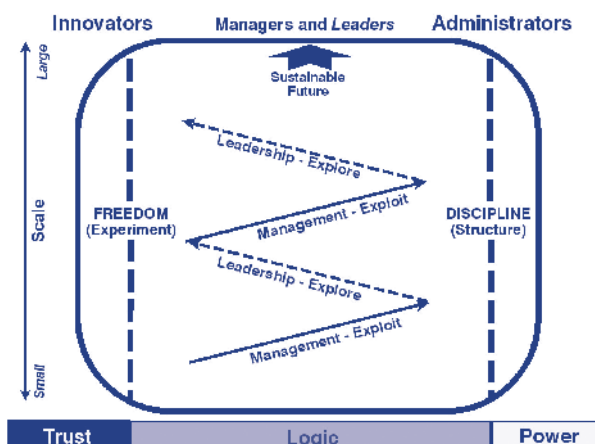 Innovators
Managers and Leaders
Administrators
Large
Sustainable
Future
Leadership - Explore
Scale
FREEDOM
(Experiment)
Management - Exploit
DISCIPLINE
(Structure)
Leadership - Explore
Management - Exploit
Small
Trust
Logic
Power